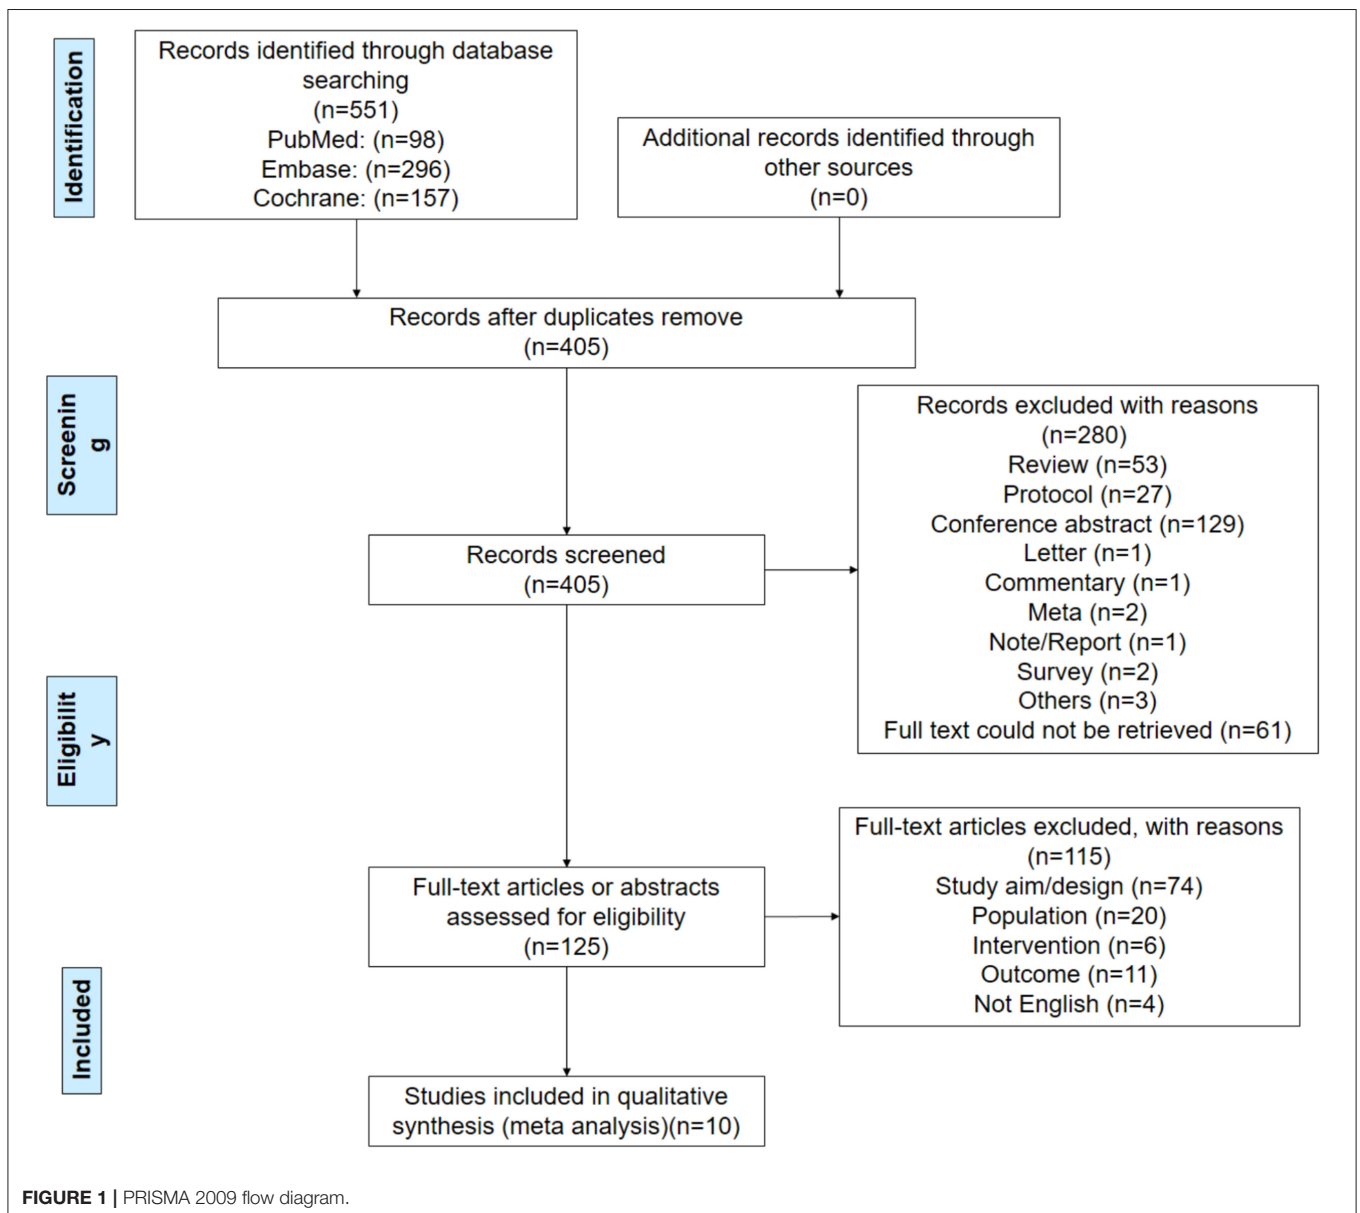 Identification
Records identified through database
searching
(n=551)
PubMed: (n=98)
Embase: (n=296)
Cochrane: (n=157)
Additional records identified through
other sources
(n=0)
Records after duplicates remove
(n=405)
Screenin
g
Records excluded with reasons
(n=280)
Review (n=53)
Protocol (n=27)
Conference abstract (n=129)
Letter (n=1)
Commentary (n=1)
Meta (n=2)
Note/Report (n=1)
Survey (n=2)
Others (n=3)
Full text could not be retrieved (n=61)
Records screened
(n=405)
Eligibilit
y
Full-text articles or abstracts
assessed for eligibility
(n=125)
Full-text articles excluded, with reasons
(n=115)
Study aim/design (n=74)
Population (n=20)
Intervention (n=6)
Outcome (n=11)
Not English (n=4)
Included
Studies included in qualitative
synthesis (meta analysis)(n=10)
FIGURE 1 | PRISMA 2009 flow diagram.